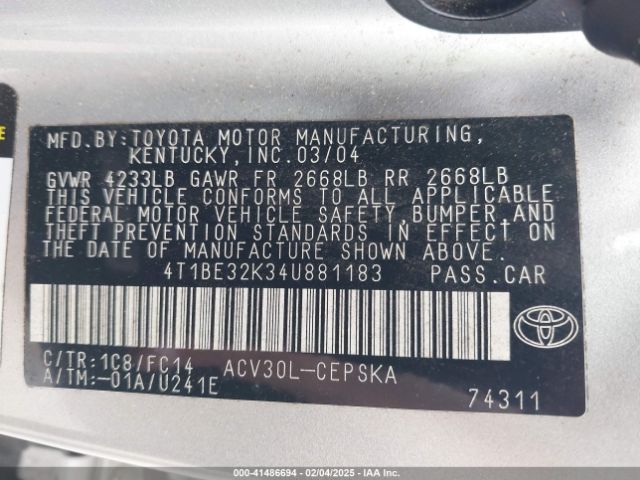 MFD.BY:TOYOTA MOTOR MANUFACTURING,
KENTUCKY,INC.03/04
GVWR 4233LB GAWR FR 2668LB RR 2668LB
THIS VEHICLE CONFORMS TO ALL APPLICABLE
FEDERAL MOTOR VEHICLE SAFETY,BUMPER,AND
THEFT PREVENTION STANDARDS IN EFFECT
ON THE DATE OF MANUFACTURE SHOWN ABOVE.
4T1BE32K34U881183 PASS.CAR
C/TR:1C8/FC14 ACV30L-CEPSKA
A/TM:-01A/U241E
74311
000-41486694 - 02/04/2025 - IAAI.com